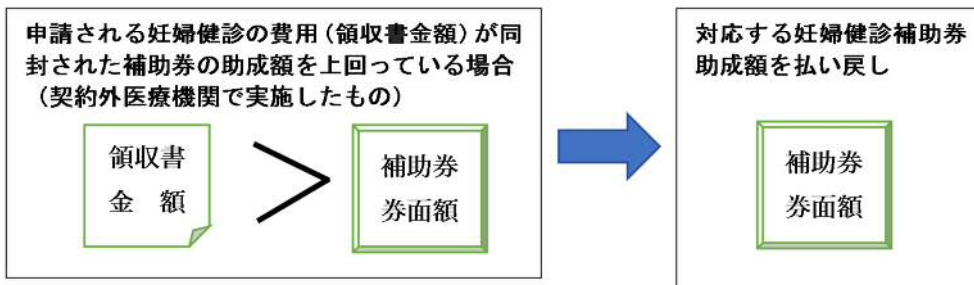 申請される妊婦健診の費用(領収書金額)が同
封された補助券の助成額を上回っている場合
(契約外医療機関で実施したもの)
領収書
金　額
＞
補助券
券面額
対応する妊婦健診補助券
助成額を払い戻し
補助券
券面額